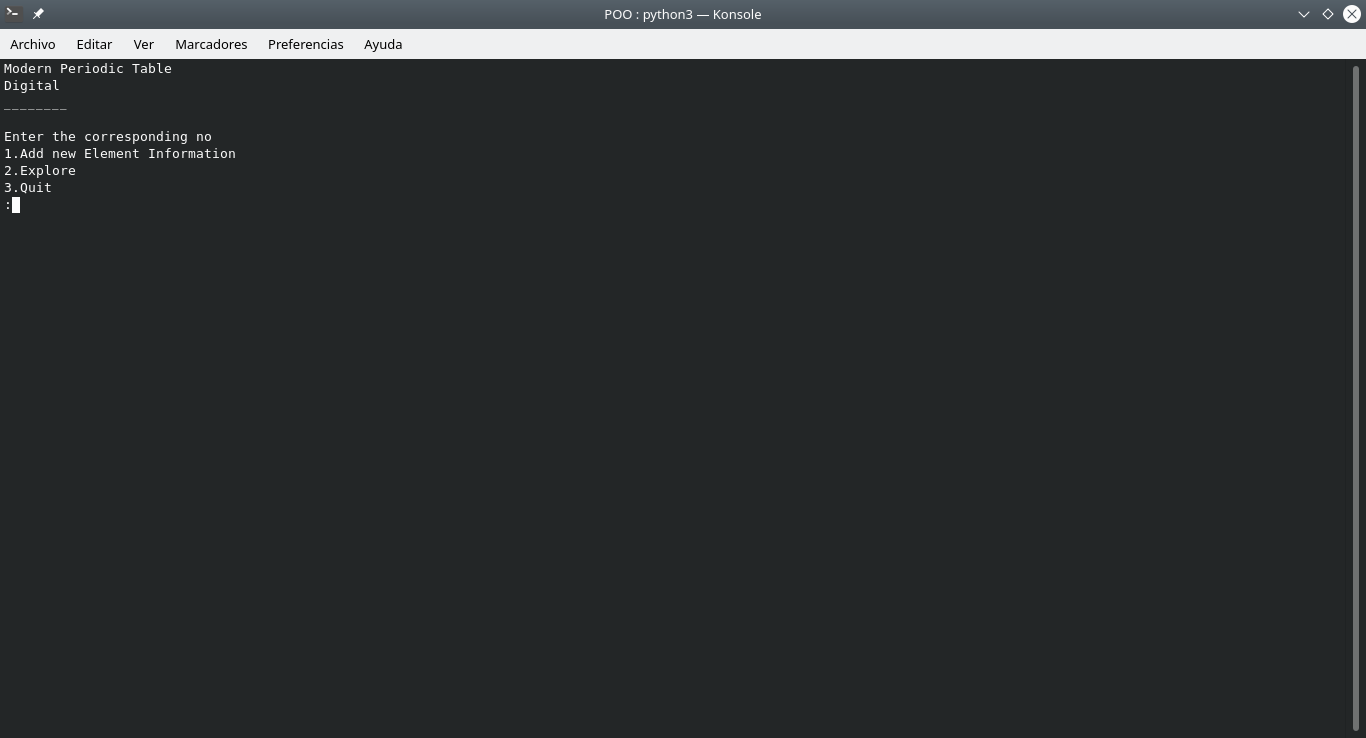 POO : python3 — Konsole
Archivo Editar Ver Marcadores Preferencias Ayuda
Modern Periodic Table
Digital
________
Enter the corresponding no
1.Add new Element Information
2.Explore
3.Quit
: